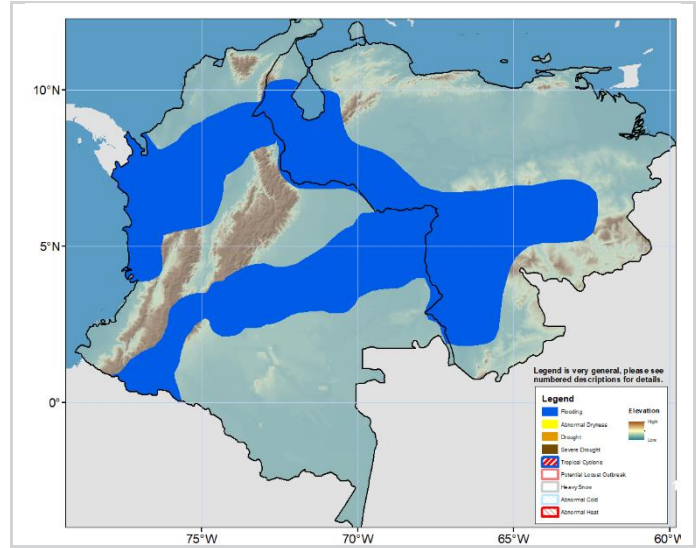 10°N
5°N
0°
75°W
70°W
65°W
60°W
Legend is very general, please see
numbered descriptions for details.
Legend
Flooding
Abnormal Dryness
Drought
Severe Drought
Tropical Cyclone
Potential Locust Outbreak
Heavy Snow
Abnormal Cold
Abnormal Heat
Elevation
High
Low